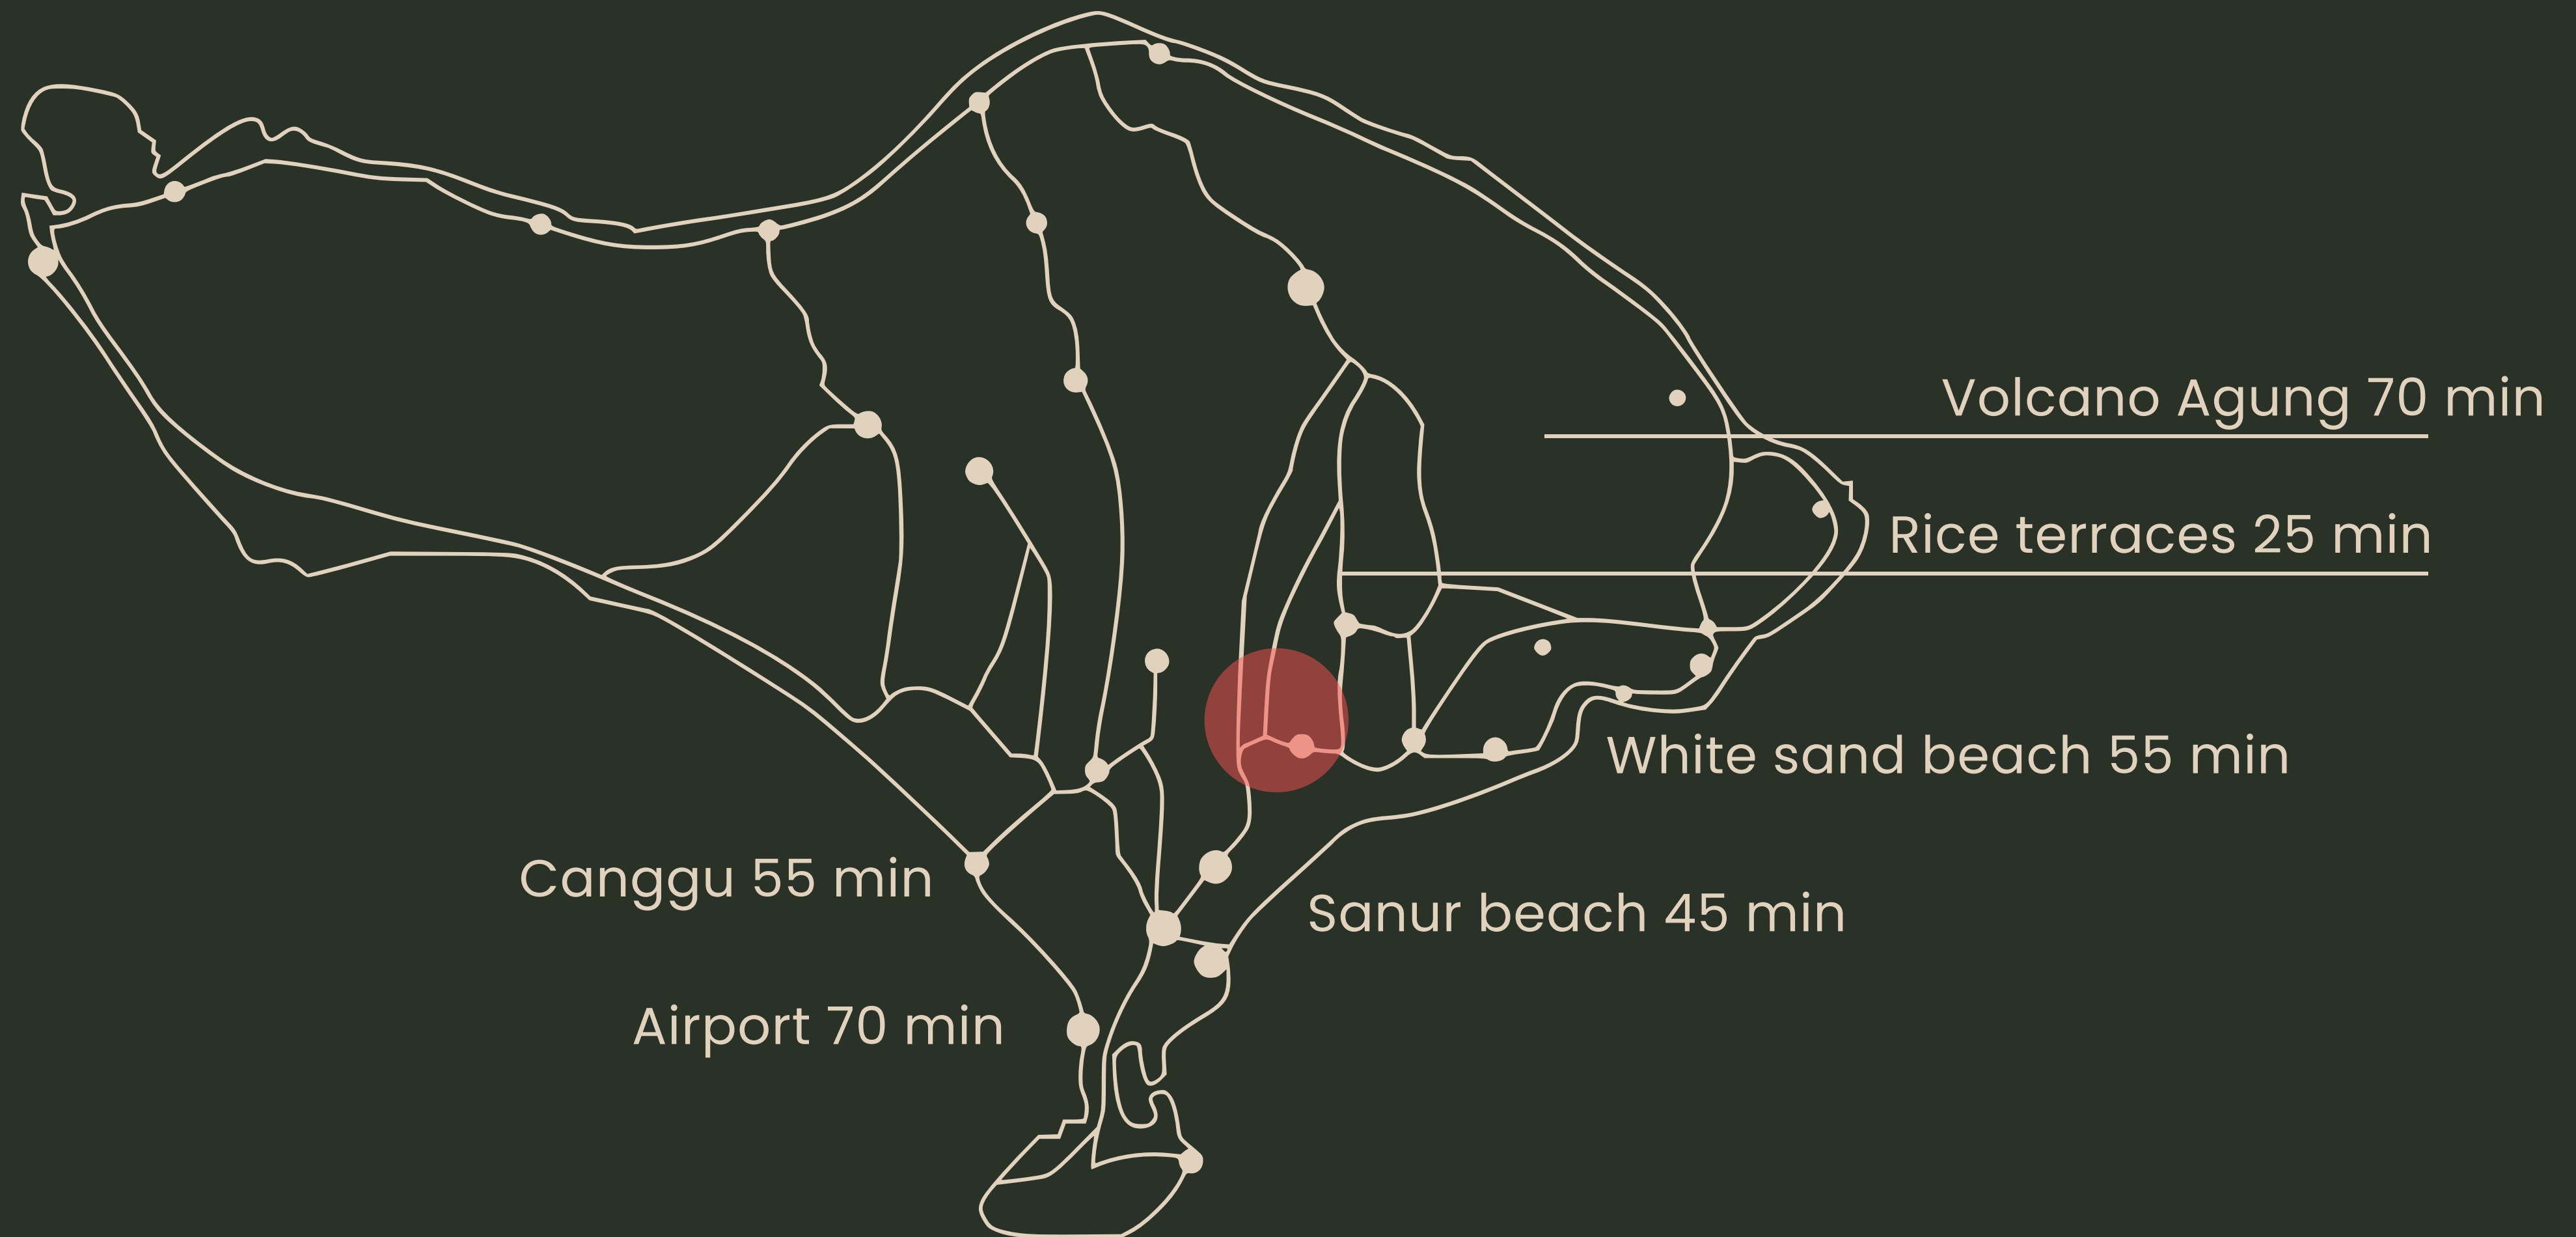 Volcano Agung 70 min
Rice terraces 25 min
White sand beach 55 min
Canggu 55 min
Sanur beach 45 min
Airport 70 min